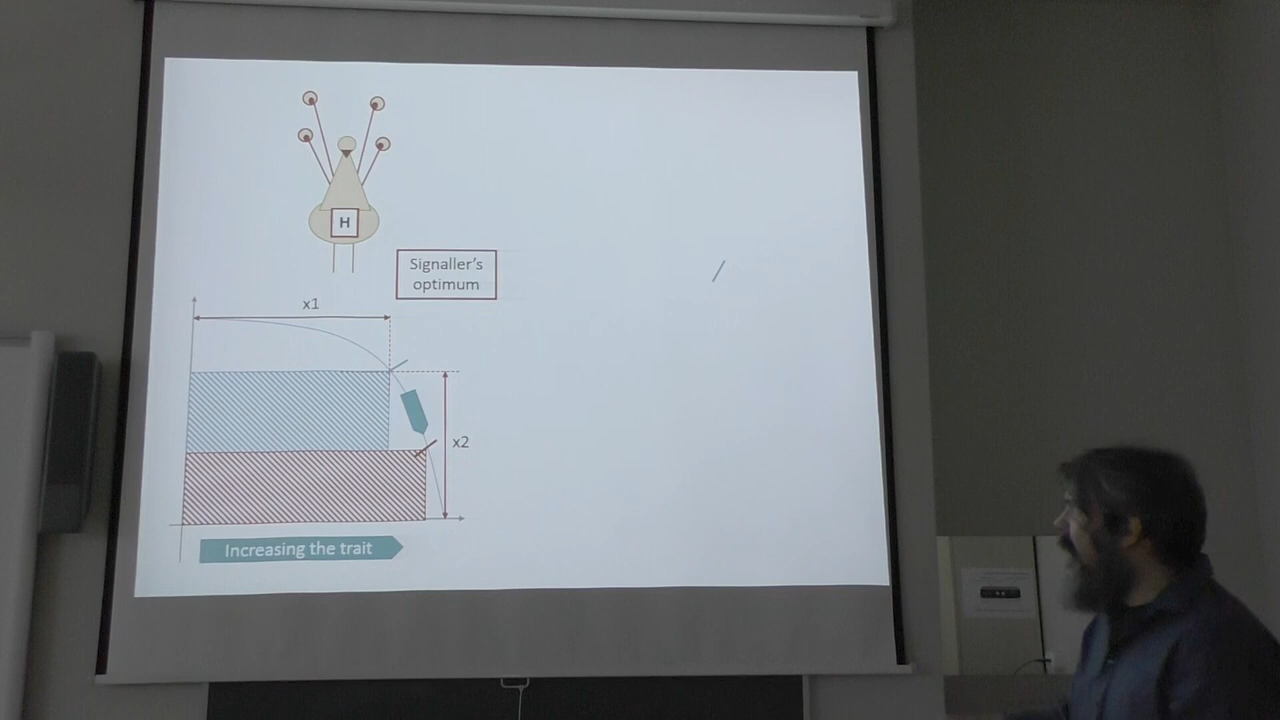 H
Signaller's
optimum
x1
x2
Increasing the trait